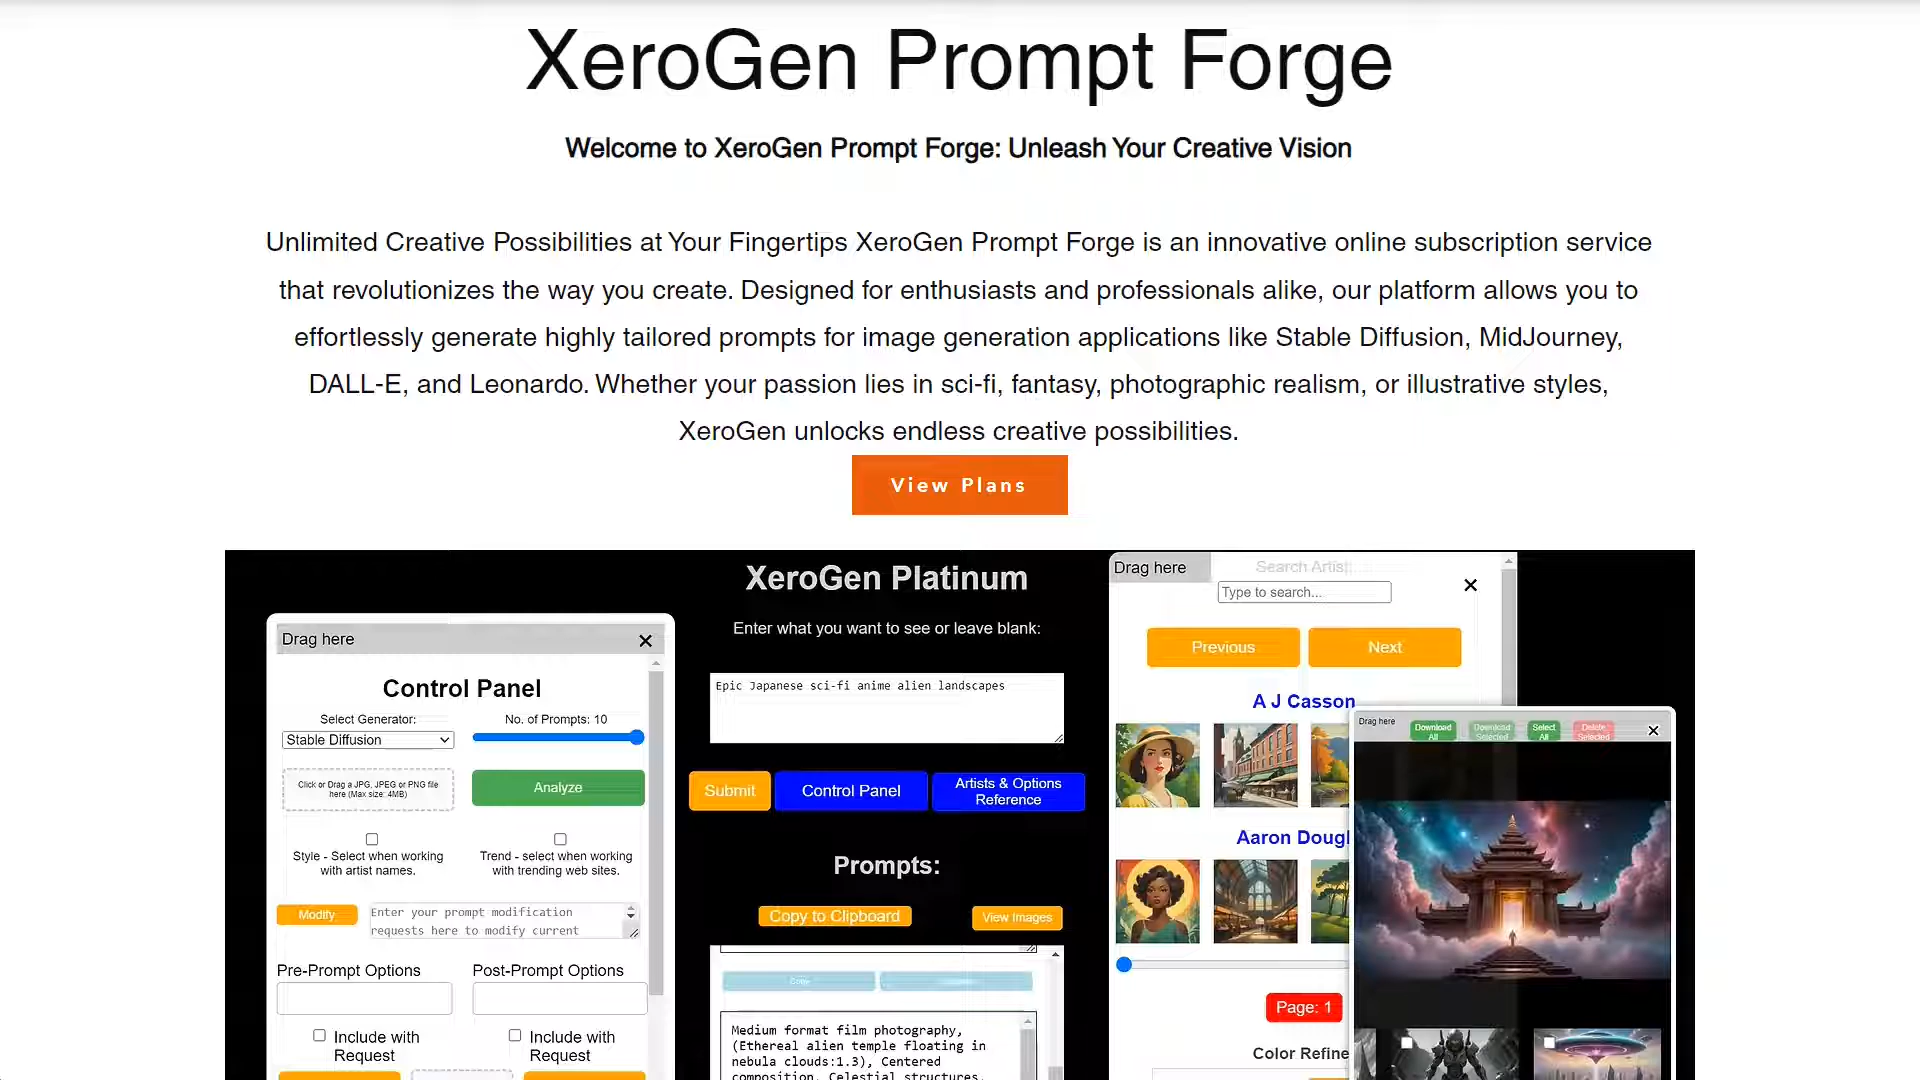 XeroGen Prompt Forge
Welcome to XeroGen Prompt Forge: Unleash Your Creative Vision
Unlimited Creative Possibilities at Your Fingertips XeroGen Prompt Forge is an innovative online subscription service
that revolutionizes the way you create. Designed for enthusiasts and professionals alike, our platform allows you to
effortlessly generate highly tailored prompts for image generation applications like Stable Diffusion, MidJourney,
DALL-E, and Leonardo. Whether your passion lies in sci-fi, fantasy, photographic realism, or illustrative styles,
XeroGen unlocks endless creative possibilities.
View Plans
Drag here
Control Panel
Select Generator:
No. of Prompts: 10
Stable Diffusion
Click or Drag a JPG, JPEG or PNG file
here (Max size: 4MB)
Analyze
Style - Select when working
with artist names.
Trend - select when working
with trending web sites.
Modify
Enter your prompt modification
requests here to modify current
Pre-Prompt Options
Post-Prompt Options
Include with
Request
Include with
Request
XeroGen Platinum
Enter what you want to see or leave blank:
Epic Japanese sci-fi anime alien landscapes
Submit
Control Panel
Artists & Options
Reference
Prompts:
Copy to Clipboard
View Images
Copy
Medium format film photography,
(Ethereal alien temple floating in
nebula clouds:1.3), Centered
composition, Celestial structures,
Drag here
Search Artist
Type to search...
Previous
Next
A J Casson
Aaron Dougl
Page: 1
Color Refine
Drag here
Download
All
Download
Selected
Select
All
Delete
Selected